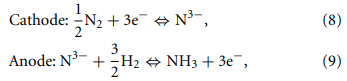 Cathode: 1/2 N₂ + 3e⁻ ⇔ N³⁻, (8)
Anode: N³⁻ + 3/2 H₂ ⇔ NH₃ + 3e⁻, (9)